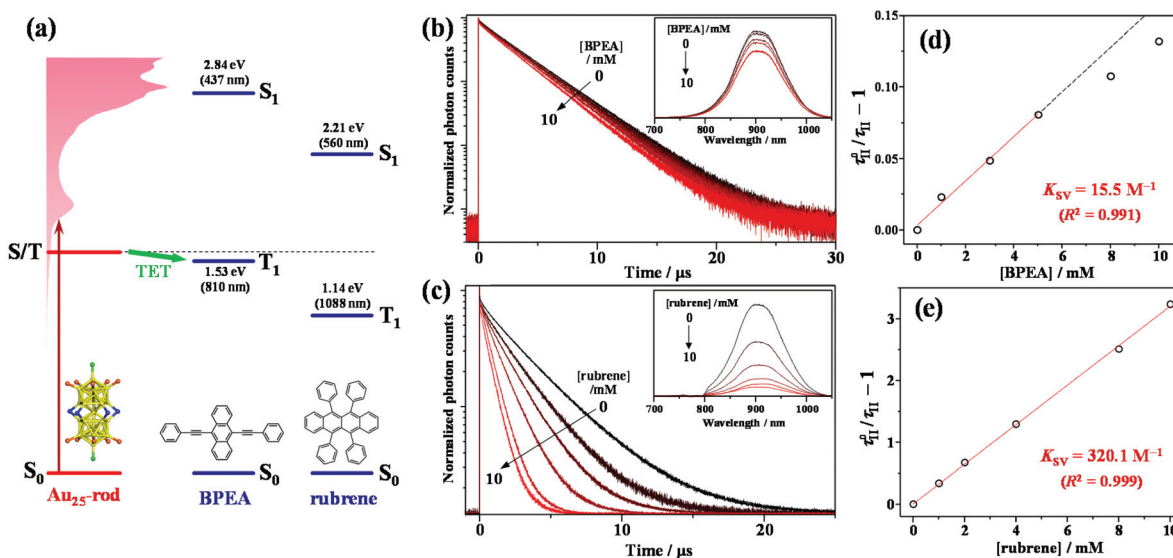 (a)
2.84 eV
(437 nm)
S1
2.21 eV
(560 nm)
S1
S/T
TET
T1
1.53 eV
(810 nm)
1.14 eV
(1088 nm)
T1
S0
S0
S0
Au25-rod
BPEA
rubrene
(b)
Normalized photon counts
[BPEA]
/ mM
0
10
[BPEA] / mM
0
10
700 800 900 1000
Wavelength / nm
0 10 20 30
Time / μs
(c)
Normalized photon counts
[rubrene]
/mM
0
10
[rubrene] / mM
0
10
700 800 900 1000
Wavelength / nm
0 10 20
Time / μs
(d)
τ⁰II/τII − 1
0.15
0.10
0.05
0.00
KSV = 15.5 M⁻¹
(R² = 0.991)
0 2 4 6 8 10
[BPEA] / mM
(e)
τ⁰II/τII − 1
3
2
1
0
KSV = 320.1 M⁻¹
(R² = 0.999)
0 2 4 6 8 10
[rubrene] / mM